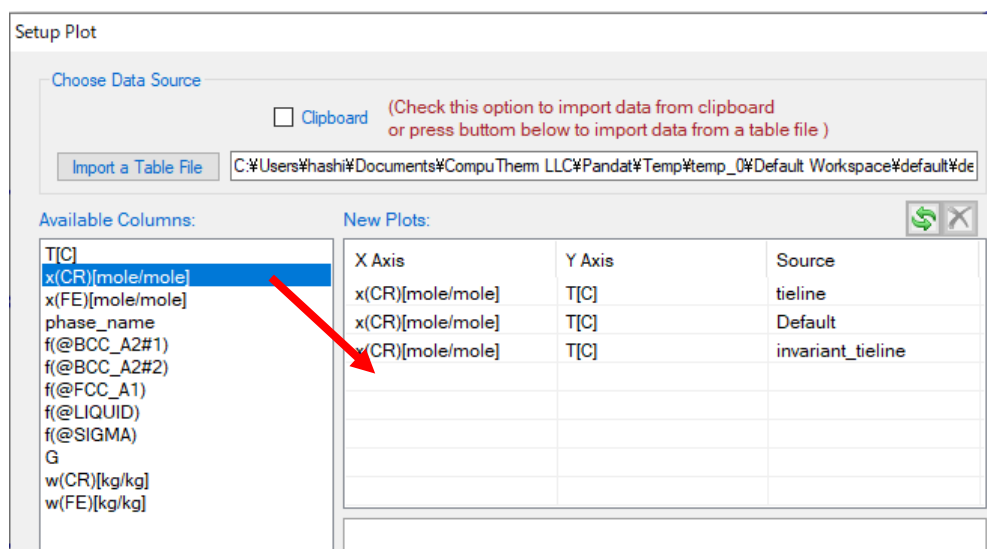 Setup Plot
Choose Data Source
Clipboard
(Check this option to import data from clipboard
or press buttom below to import data from a table file )
Import a Table File
C:¥Users¥hashi¥Documents¥CompuTherm LLC¥Pandat¥Temp¥temp_0¥Default Workspace¥default¥de
Available Columns:
New Plots:
T[C]
x(CR)[mole/mole]
x(FE)[mole/mole]
phase_name
f(@BCC_A2#1)
f(@BCC_A2#2)
f(@FCC_A1)
f(@LIQUID)
f(@SIGMA)
G
w(CR)[kg/kg]
w(FE)[kg/kg]
X Axis Y Axis Source
x(CR)[mole/mole] T[C] tieline
x(CR)[mole/mole] T[C] Default
x(CR)[mole/mole] T[C] invariant_tieline